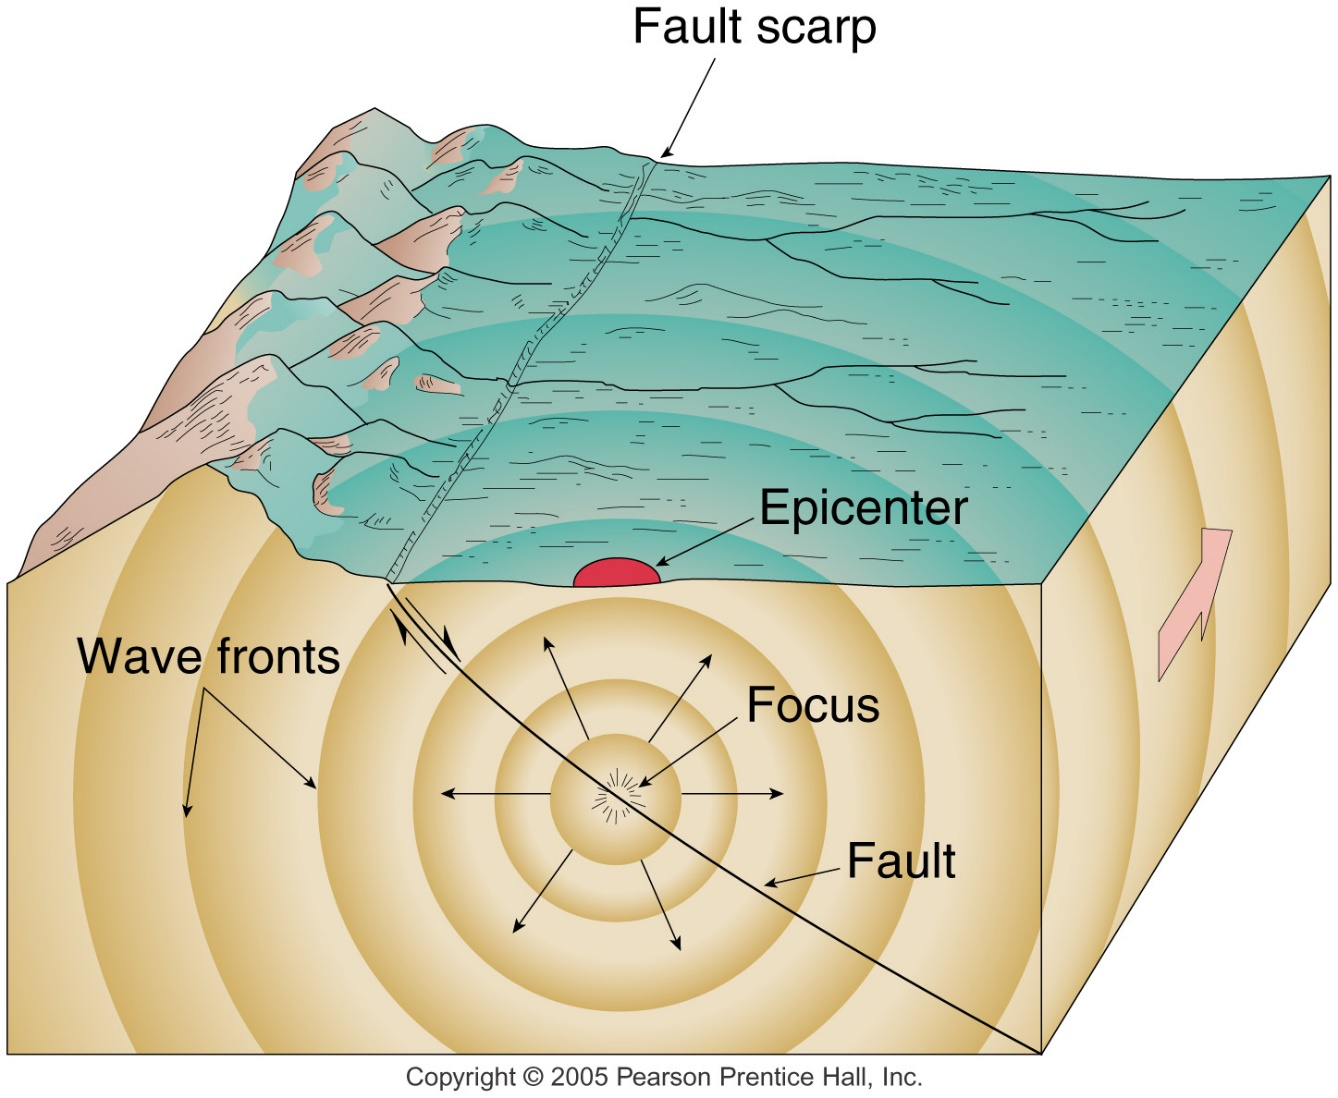 Fault scarp
Epicenter
Wave fronts
Focus
Fault
Copyright © 2005 Pearson Prentice Hall, Inc.